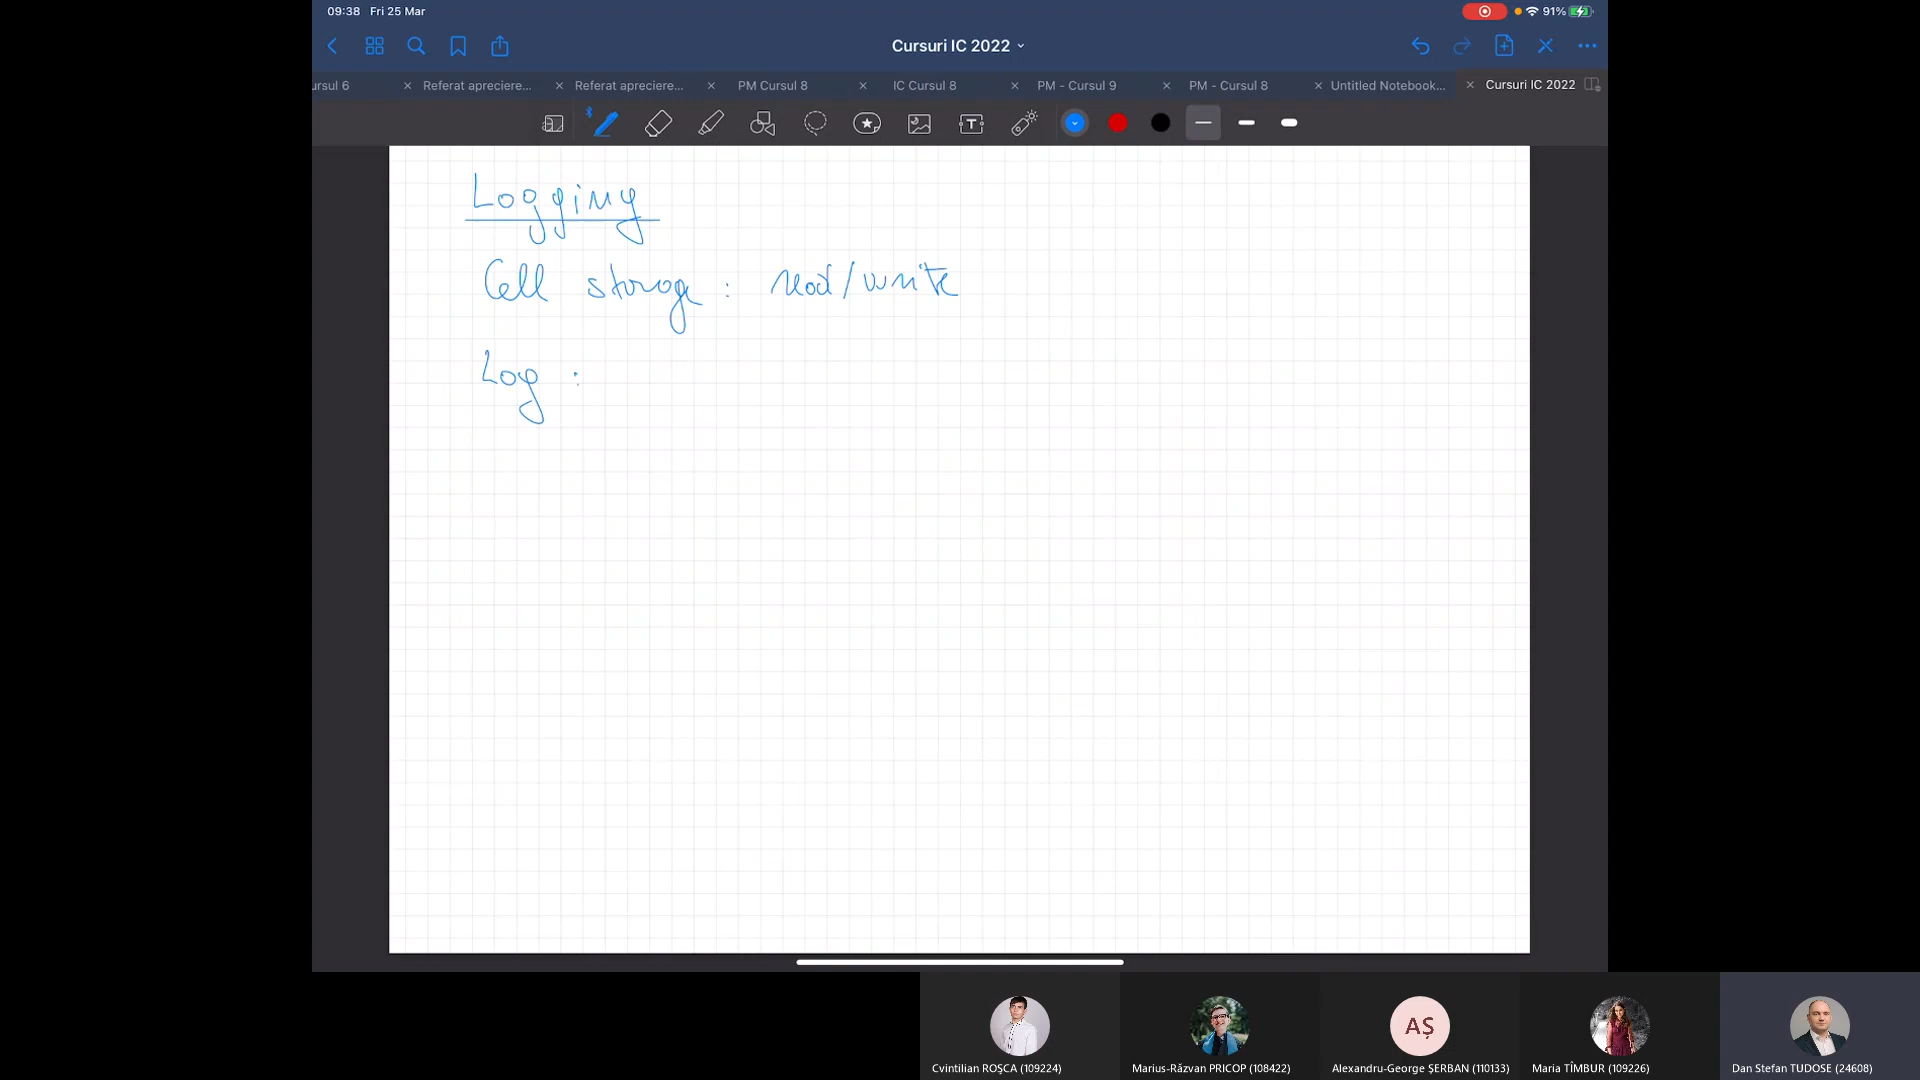 09:38 Fri 25 Mar
91%
Cursuri IC 2022
ursul 6
Referat apreciere...
Referat apreciere...
PM Cursul 8
IC Cursul 8
PM - Cursul 9
PM - Cursul 8
Untitled Notebook...
Cursuri IC 2022
T
Logging
Cell storage : read/write
Log :
AȘ
Cvintilian ROȘCA (109224)
Marius-Răzvan PRICOP (108422)
Alexandru-George ȘERBAN (110133)
Maria TÎMBUR (109226)
Dan Stefan TUDOSE (24608)